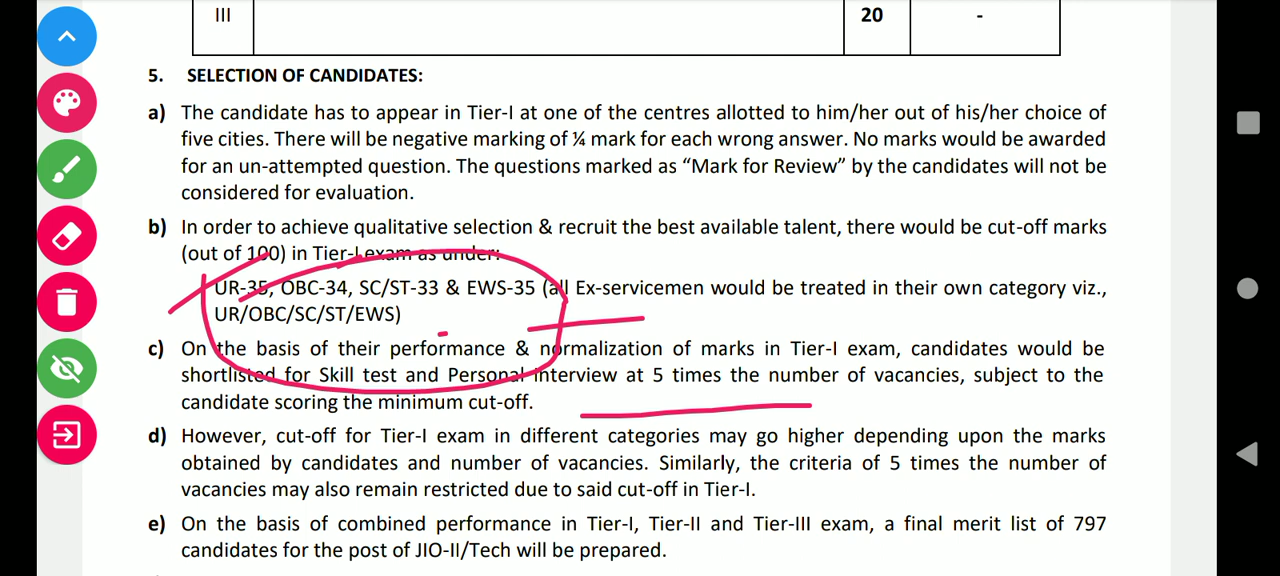 III 20 -
5. SELECTION OF CANDIDATES:
a) The candidate has to appear in Tier-I at one of the centres allotted to him/her out of his/her choice of
five cities. There will be negative marking of ¼ mark for each wrong answer. No marks would be awarded
for an un-attempted question. The questions marked as “Mark for Review” by the candidates will not be
considered for evaluation.
b) In order to achieve qualitative selection & recruit the best available talent, there would be cut-off marks
(out of 100) in Tier-I exam as under:
UR-35, OBC-34, SC/ST-33 & EWS-35 (all Ex-servicemen would be treated in their own category viz.,
UR/OBC/SC/ST/EWS)
c) On the basis of their performance & normalization of marks in Tier-I exam, candidates would be
shortlisted for Skill test and Personal Interview at 5 times the number of vacancies, subject to the
candidate scoring the minimum cut-off.
d) However, cut-off for Tier-I exam in different categories may go higher depending upon the marks
obtained by candidates and number of vacancies. Similarly, the criteria of 5 times the number of
vacancies may also remain restricted due to said cut-off in Tier-I.
e) On the basis of combined performance in Tier-I, Tier-II and Tier-III exam, a final merit list of 797
candidates for the post of JIO-II/Tech will be prepared.